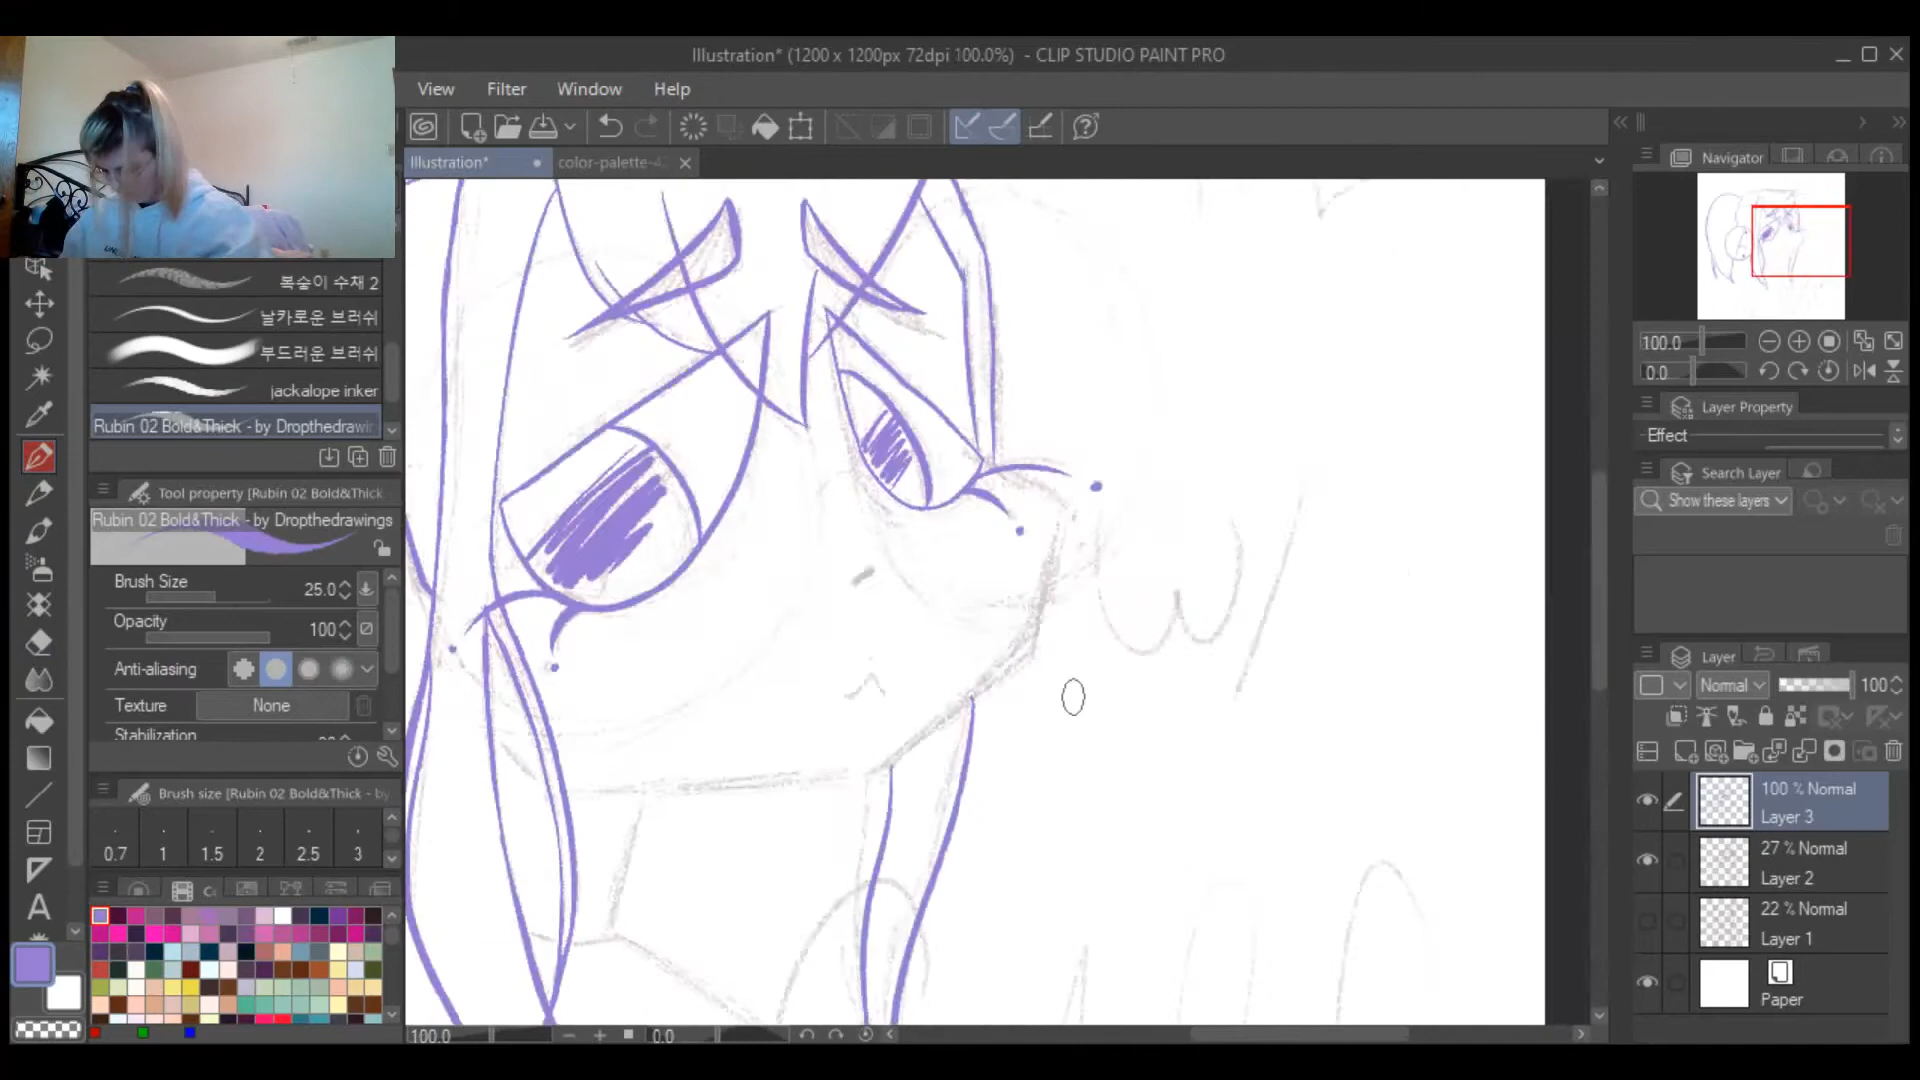 Illustration* (1200 x 1200px 72dpi 100.0%) - CLIP STUDIO PAINT PRO
View Filter Window Help
Illustration* color-palette-4
복숭이 수채 2
날카로운 브러쉬
부드러운 브러쉬
jackalope inker
Rubin 02 Bold&Thick - by Dropthedrawin
Tool property [Rubin 02 Bold&Thick
Rubin 02 Bold&Thick - by Dropthedrawings
Brush Size 25.0
Opacity 100
Anti-aliasing
Texture None
Stabilization
Brush size [Rubin 02 Bold&Thick - by
0.7 1 1.5 2 2.5 3
100.0 0.0
Navigator
100.0
0.0
Layer Property
Effect
Search Layer
Show these layers
Layer
Normal 100
100 % Normal
Layer 3
27 % Normal
Layer 2
22 % Normal
Layer 1
Paper